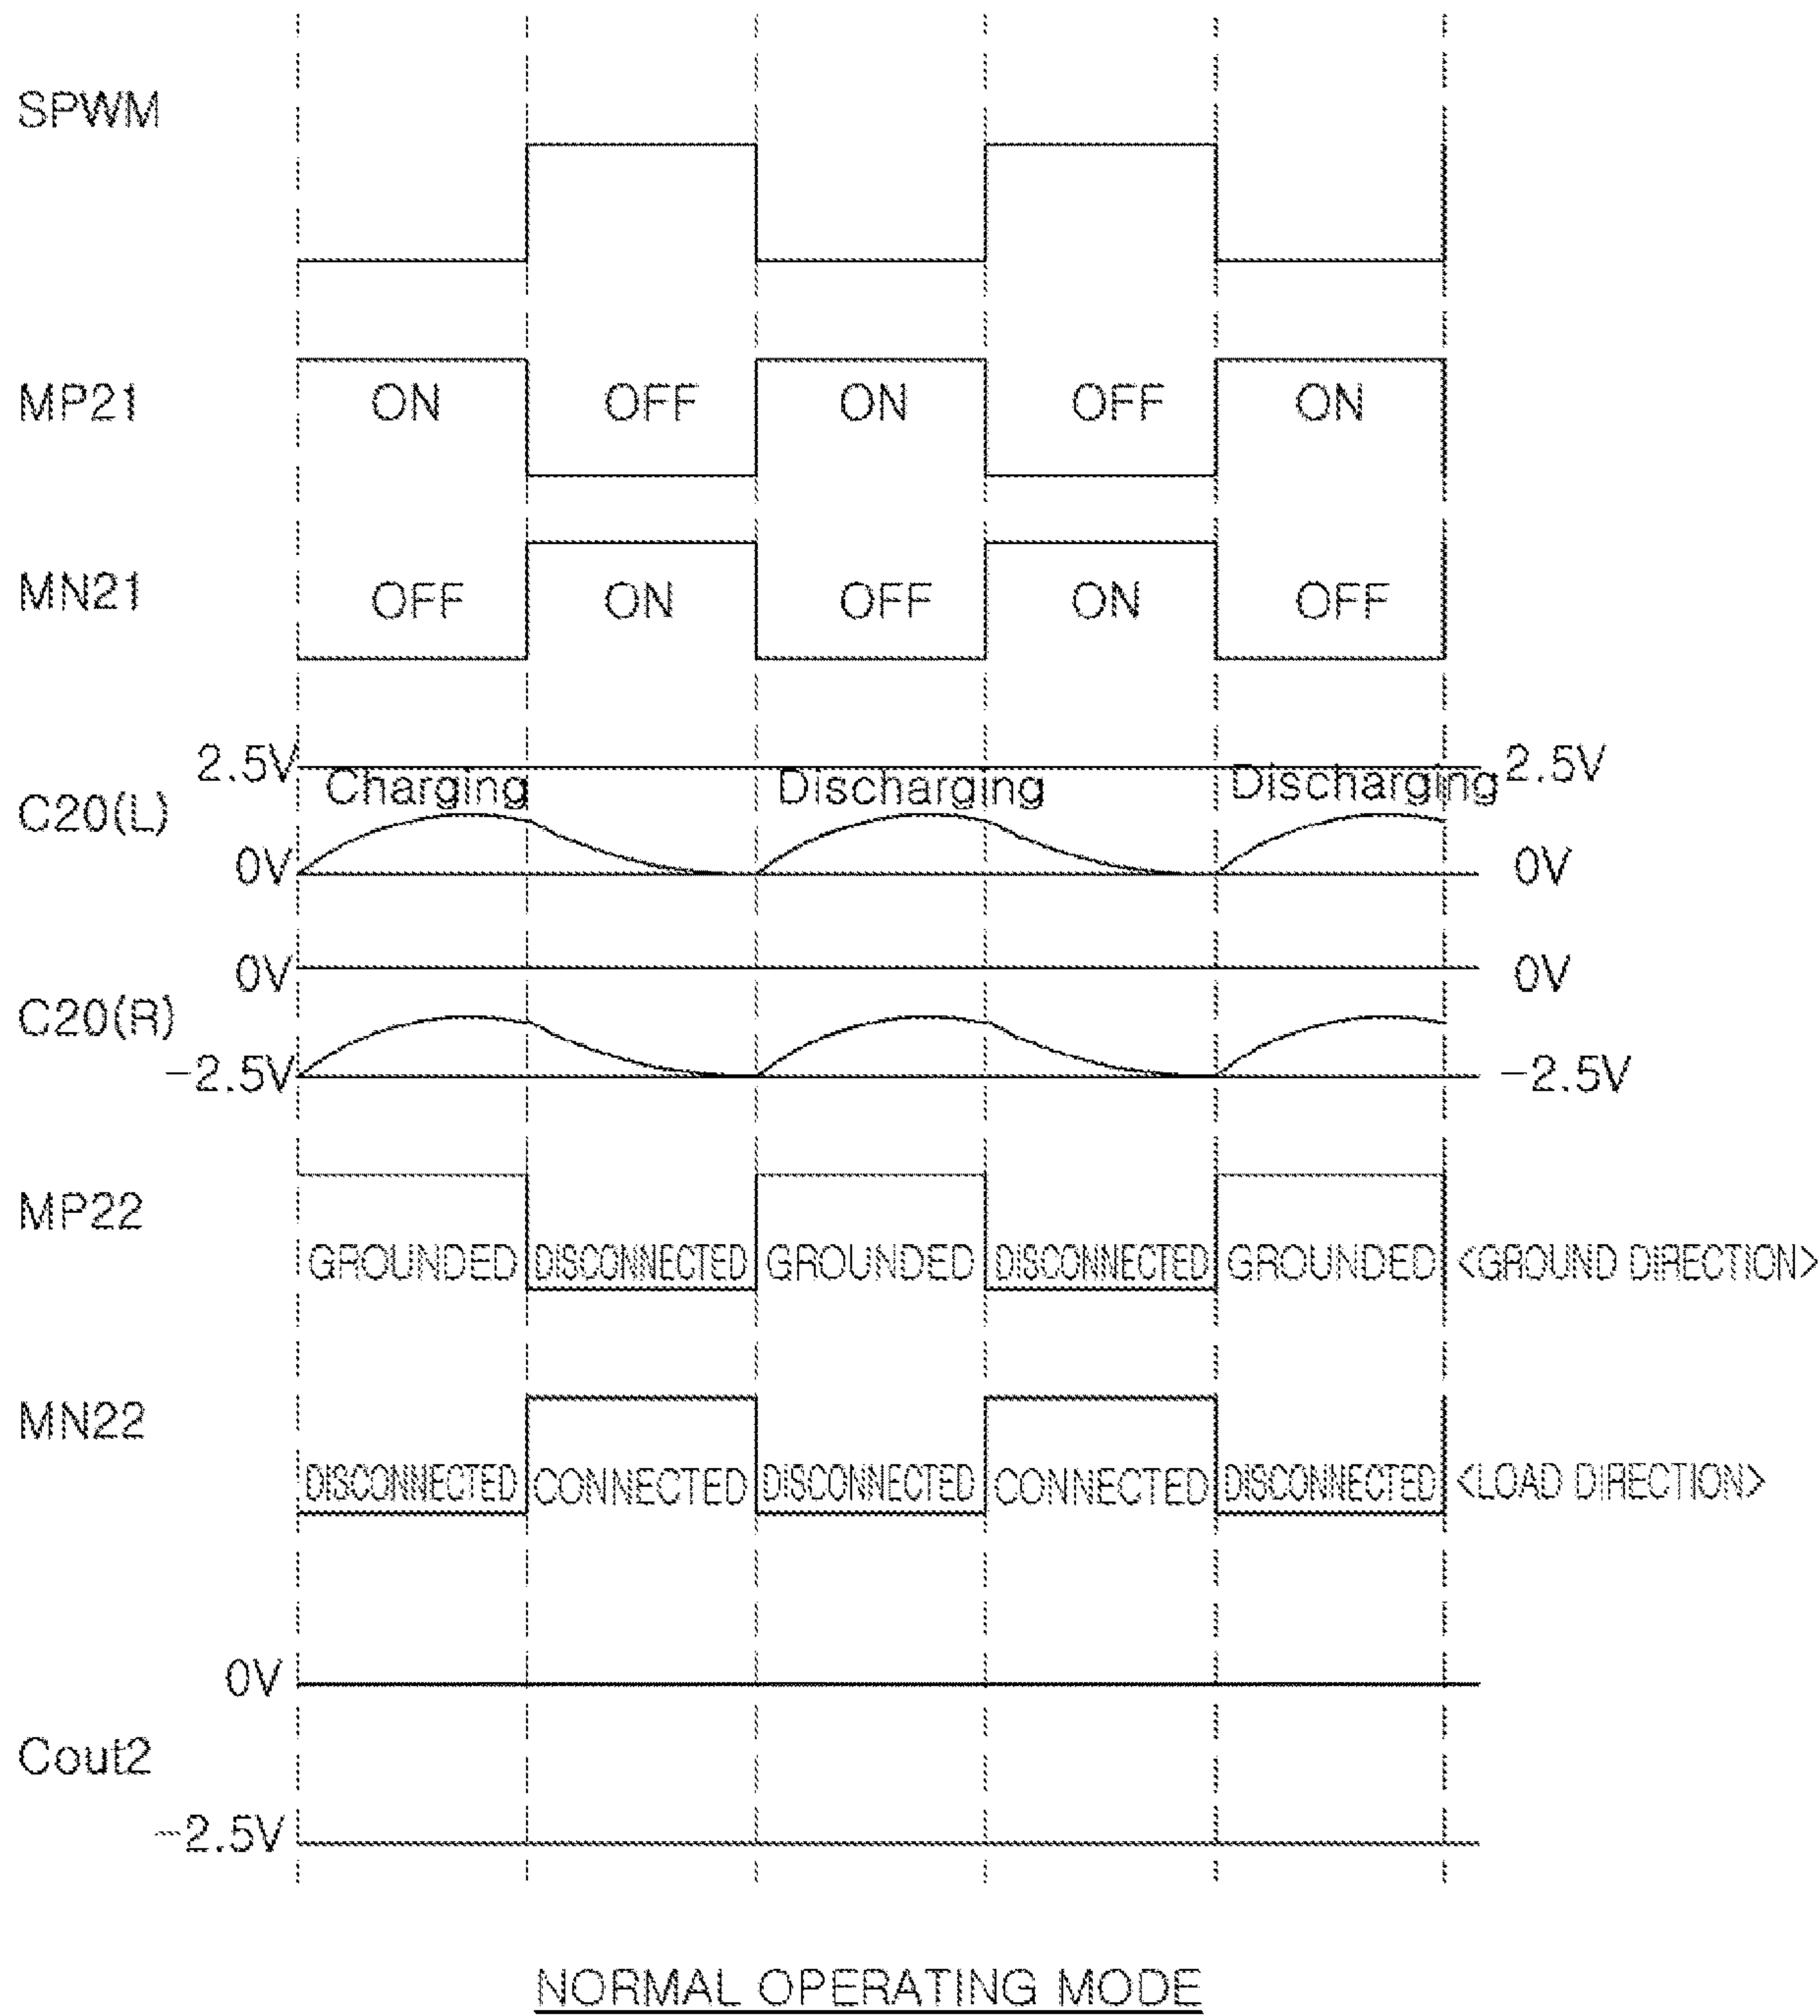 SPWM
MP21 ON OFF ON OFF ON
MN21 OFF ON OFF ON OFF
2.5V 2.5V
Charging Discharging Discharging
C20(L)
0V 0V
0V 0V
C20(R)
-2.5V -2.5V
MP22
GROUNDED DISCONNECTED GROUNDED DISCONNECTED GROUNDED <GROUND DIRECTION>
MN22
DISCONNECTED CONNECTED DISCONNECTED CONNECTED DISCONNECTED <LOAD DIRECTION>
0V
Cout2
-2.5V
NORMAL OPERATING MODE